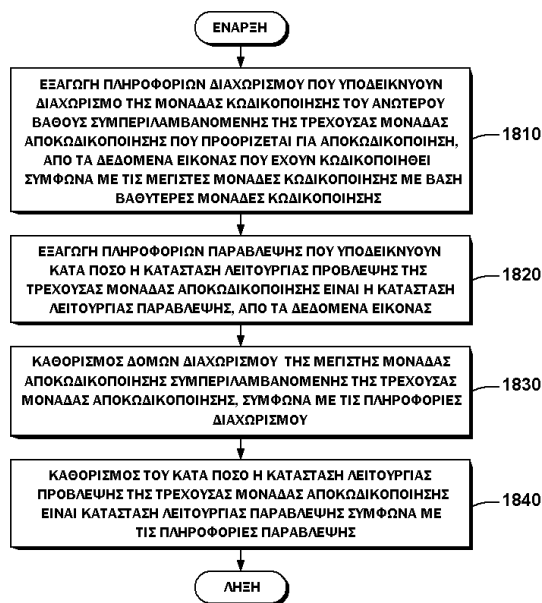 ΕΝΑΡΞΗ
ΕΞΑΓΩΓΗ ΠΛΗΡΟΦΟΡΙΩΝ ΔΙΑΧΩΡΙΣΜΟΥ ΠΟΥ ΥΠΟΔΕΙΚΝΥΟΥΝ
ΔΙΑΧΩΡΙΣΜΟ ΤΗΣ ΜΟΝΑΔΑΣ ΚΩΔΙΚΟΠΟΙΗΣΗΣ ΤΟΥ ΑΝΩΤΕΡΟΥ
ΒΑΘΟΥΣ ΣΥΜΠΕΡΙΛΑΜΒΑΝΟΜΕΝΗΣ ΤΗΣ ΤΡΕΧΟΥΣΑΣ ΜΟΝΑΔΑΣ
ΑΠΟΚΩΔΙΚΟΠΟΙΗΣΗΣ ΠΟΥ ΠΡΟΟΡΙΖΕΤΑΙ ΓΙΑ ΑΠΟΚΩΔΙΚΟΠΟΙΗΣΗ,
ΑΠΟ ΤΑ ΔΕΔΟΜΕΝΑ ΕΙΚΟΝΑΣ ΠΟΥ ΕΧΟΥΝ ΚΩΔΙΚΟΠΟΙΗΘΕΙ
ΣΥΜΦΩΝΑ ΜΕ ΤΙΣ ΜΕΓΙΣΤΕΣ ΜΟΝΑΔΕΣ ΚΩΔΙΚΟΠΟΙΗΣΗΣ ΜΕ ΒΑΣΗ
ΒΑΘΥΤΕΡΕΣ ΜΟΝΑΔΕΣ ΚΩΔΙΚΟΠΟΙΗΣΗΣ
1810
ΕΞΑΓΩΓΗ ΠΛΗΡΟΦΟΡΙΩΝ ΠΑΡΑΒΛΕΨΗΣ ΠΟΥ ΥΠΟΔΕΙΚΝΥΟΥΝ
ΚΑΤΑ ΠΟΣΟ Η ΚΑΤΑΣΤΑΣΗ ΛΕΙΤΟΥΡΓΙΑΣ ΠΡΟΒΛΕΨΗΣ ΤΗΣ
ΤΡΕΧΟΥΣΑΣ ΜΟΝΑΔΑΣ ΑΠΟΚΩΔΙΚΟΠΟΙΗΣΗΣ ΕΙΝΑΙ Η ΚΑΤΑΣΤΑΣΗ
ΛΕΙΤΟΥΡΓΙΑΣ ΠΑΡΑΒΛΕΨΗΣ, ΑΠΟ ΤΑ ΔΕΔΟΜΕΝΑ ΕΙΚΟΝΑΣ
1820
ΚΑΘΟΡΙΣΜΟΣ ΔΟΜΩΝ ΔΙΑΧΩΡΙΣΜΟΥ ΤΗΣ ΜΕΓΙΣΤΗΣ ΜΟΝΑΔΑΣ
ΑΠΟΚΩΔΙΚΟΠΟΙΗΣΗΣ ΣΥΜΠΕΡΙΛΑΜΒΑΝΟΜΕΝΗΣ ΤΗΣ ΤΡΕΧΟΥΣΑΣ
ΜΟΝΑΔΑΣ ΑΠΟΚΩΔΙΚΟΠΟΙΗΣΗΣ, ΣΥΜΦΩΝΑ ΜΕ ΤΙΣ ΠΛΗΡΟΦΟΡΙΕΣ
ΔΙΑΧΩΡΙΣΜΟΥ
1830
ΚΑΘΟΡΙΣΜΟΣ ΤΟΥ ΚΑΤΑ ΠΟΣΟ Η ΚΑΤΑΣΤΑΣΗ ΛΕΙΤΟΥΡΓΙΑΣ
ΠΡΟΒΛΕΨΗΣ ΤΗΣ ΤΡΕΧΟΥΣΑΣ ΜΟΝΑΔΑΣ ΑΠΟΚΩΔΙΚΟΠΟΙΗΣΗΣ
ΕΙΝΑΙ ΚΑΤΑΣΤΑΣΗ ΛΕΙΤΟΥΡΓΙΑΣ ΠΑΡΑΒΛΕΨΗΣ ΣΥΜΦΩΝΑ ΜΕ
ΤΙΣ ΠΛΗΡΟΦΟΡΙΕΣ ΠΑΡΑΒΛΕΨΗΣ
1840
ΛΗΞΗ